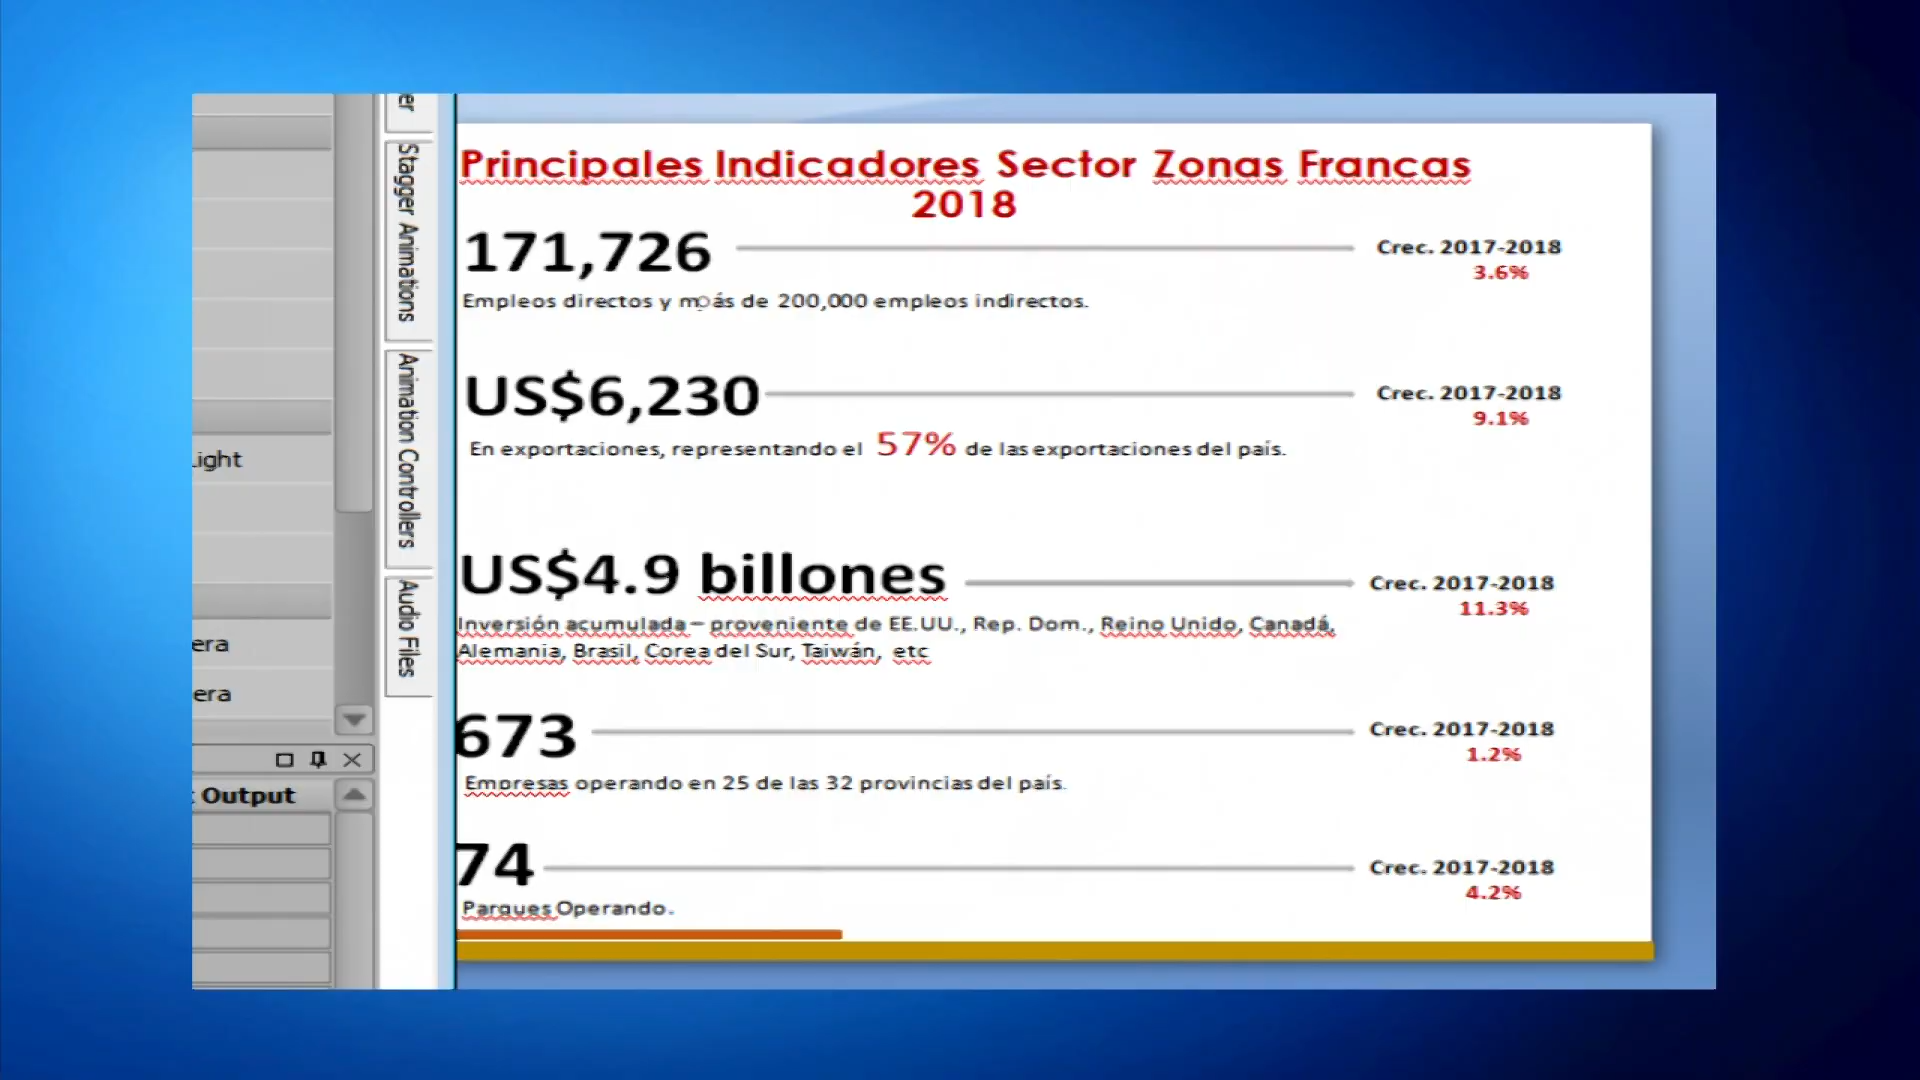 er
Stagger Animations
Animation Controllers
Audio Files
Light
era
era
Output
Principales Indicadores Sector Zonas Francas
2018
171,726
Crec. 2017-2018
3.6%
Empleos directos y moás de 200,000 empleos indirectos.
US$6,230
Crec. 2017-2018
9.1%
En exportaciones, representando el 57% de las exportaciones del país.
US$4.9 billones
Crec. 2017-2018
11.3%
Inversión acumulada – proveniente de EE.UU., Rep. Dom., Reino Unido, Canadá,
Alemania, Brasil, Corea del Sur, Taiwán, etc
673
Crec. 2017-2018
1.2%
Empresas operando en 25 de las 32 provincias del país.
74
Crec. 2017-2018
4.2%
Parques Operando.